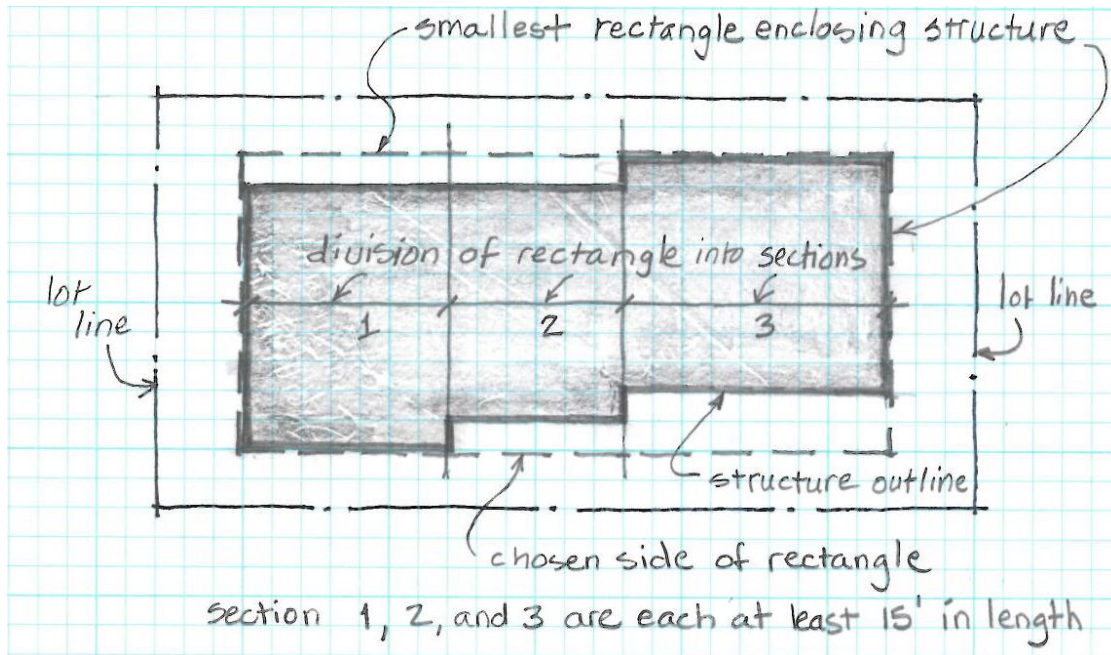 smallest rectangle enclosing structure
division of rectangle into sections
lot
line
lot line
1 2 3
structure outline
chosen side of rectangle
section 1, 2, and 3 are each at least 15' in length